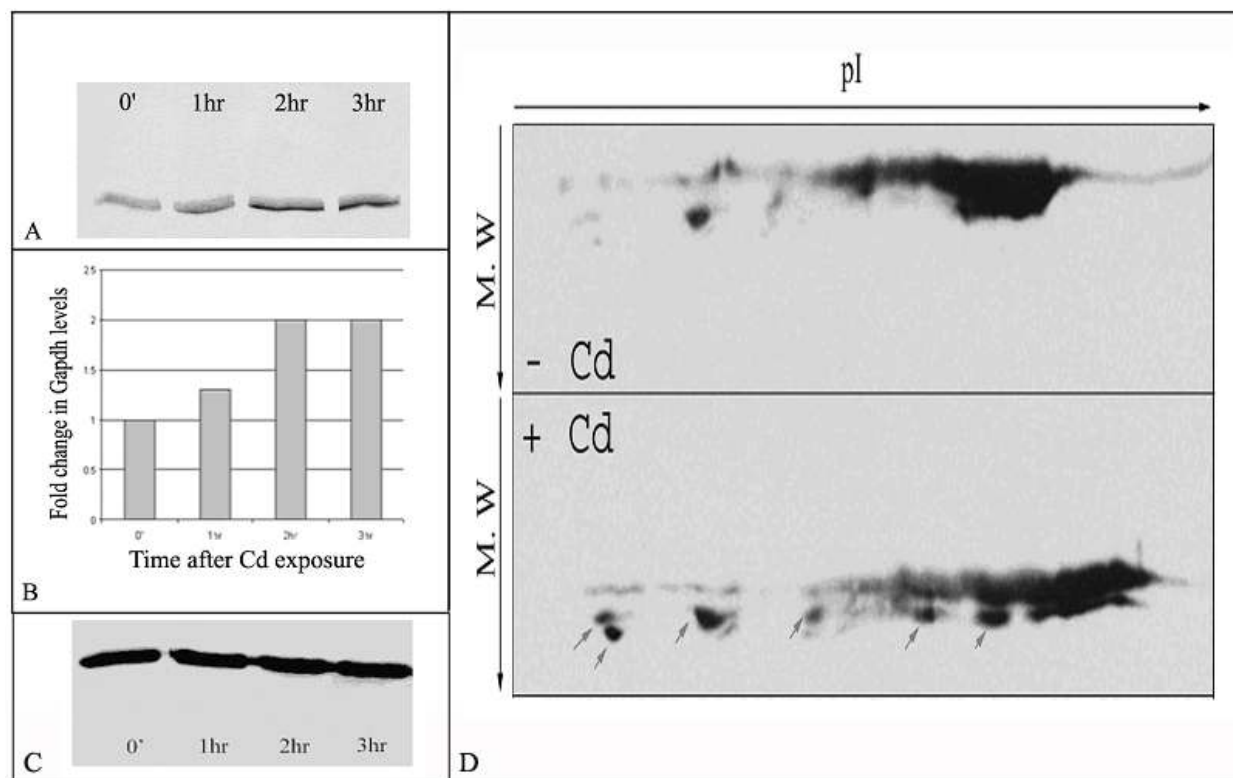 0' 1hr 2hr 3hr
A
Fold change in Gapdh levels
2.5
2
1.5
1
0.5
0
0' 1hr 2hr 3hr
Time after Cd exposure
B
0' 1hr 2hr 3hr
C
pI
M. W
- Cd
+ Cd
M. W
D